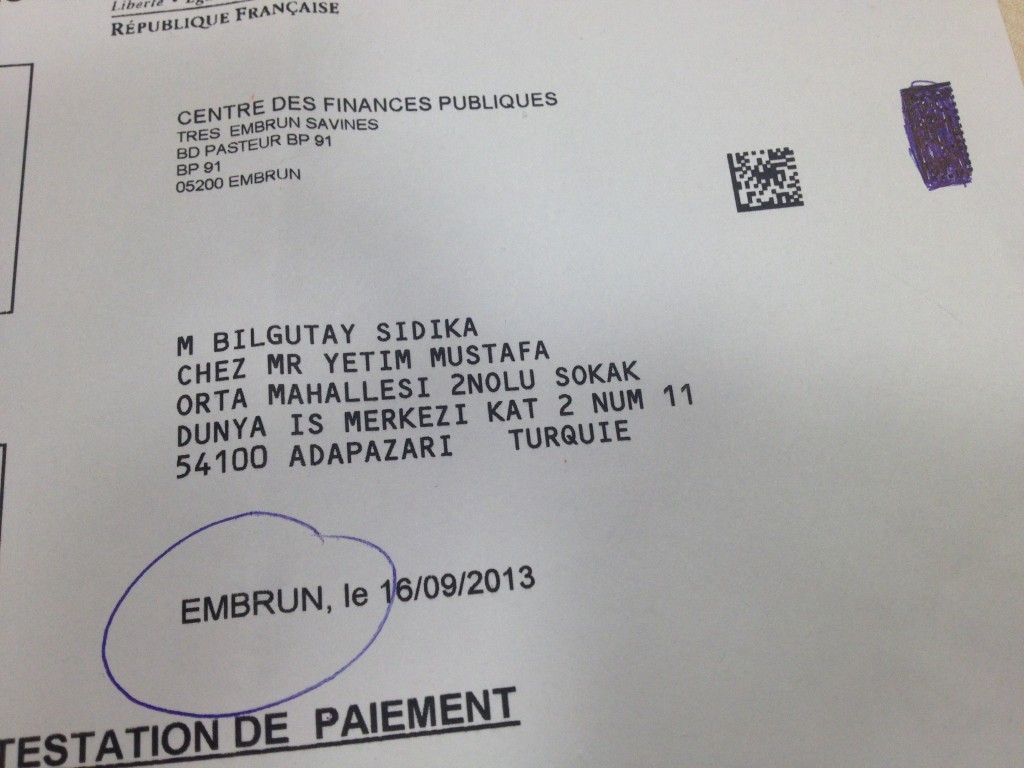 Liberté
RÉPUBLIQUE FRANÇAISE
CENTRE DES FINANCES PUBLIQUES
TRES EMBRUN SAVINES
BD PASTEUR BP 91
BP 91
05200 EMBRUN
M BILGUTAY SIDIKA
CHEZ MR YETIM MUSTAFA
ORTA MAHALLESI 2NOLU SOKAK
DUNYA IS MERKEZI KAT 2 NUM 11
54100 ADAPAZARI TURQUIE
EMBRUN, le 16/09/2013
TESTATION DE PAIEMENT